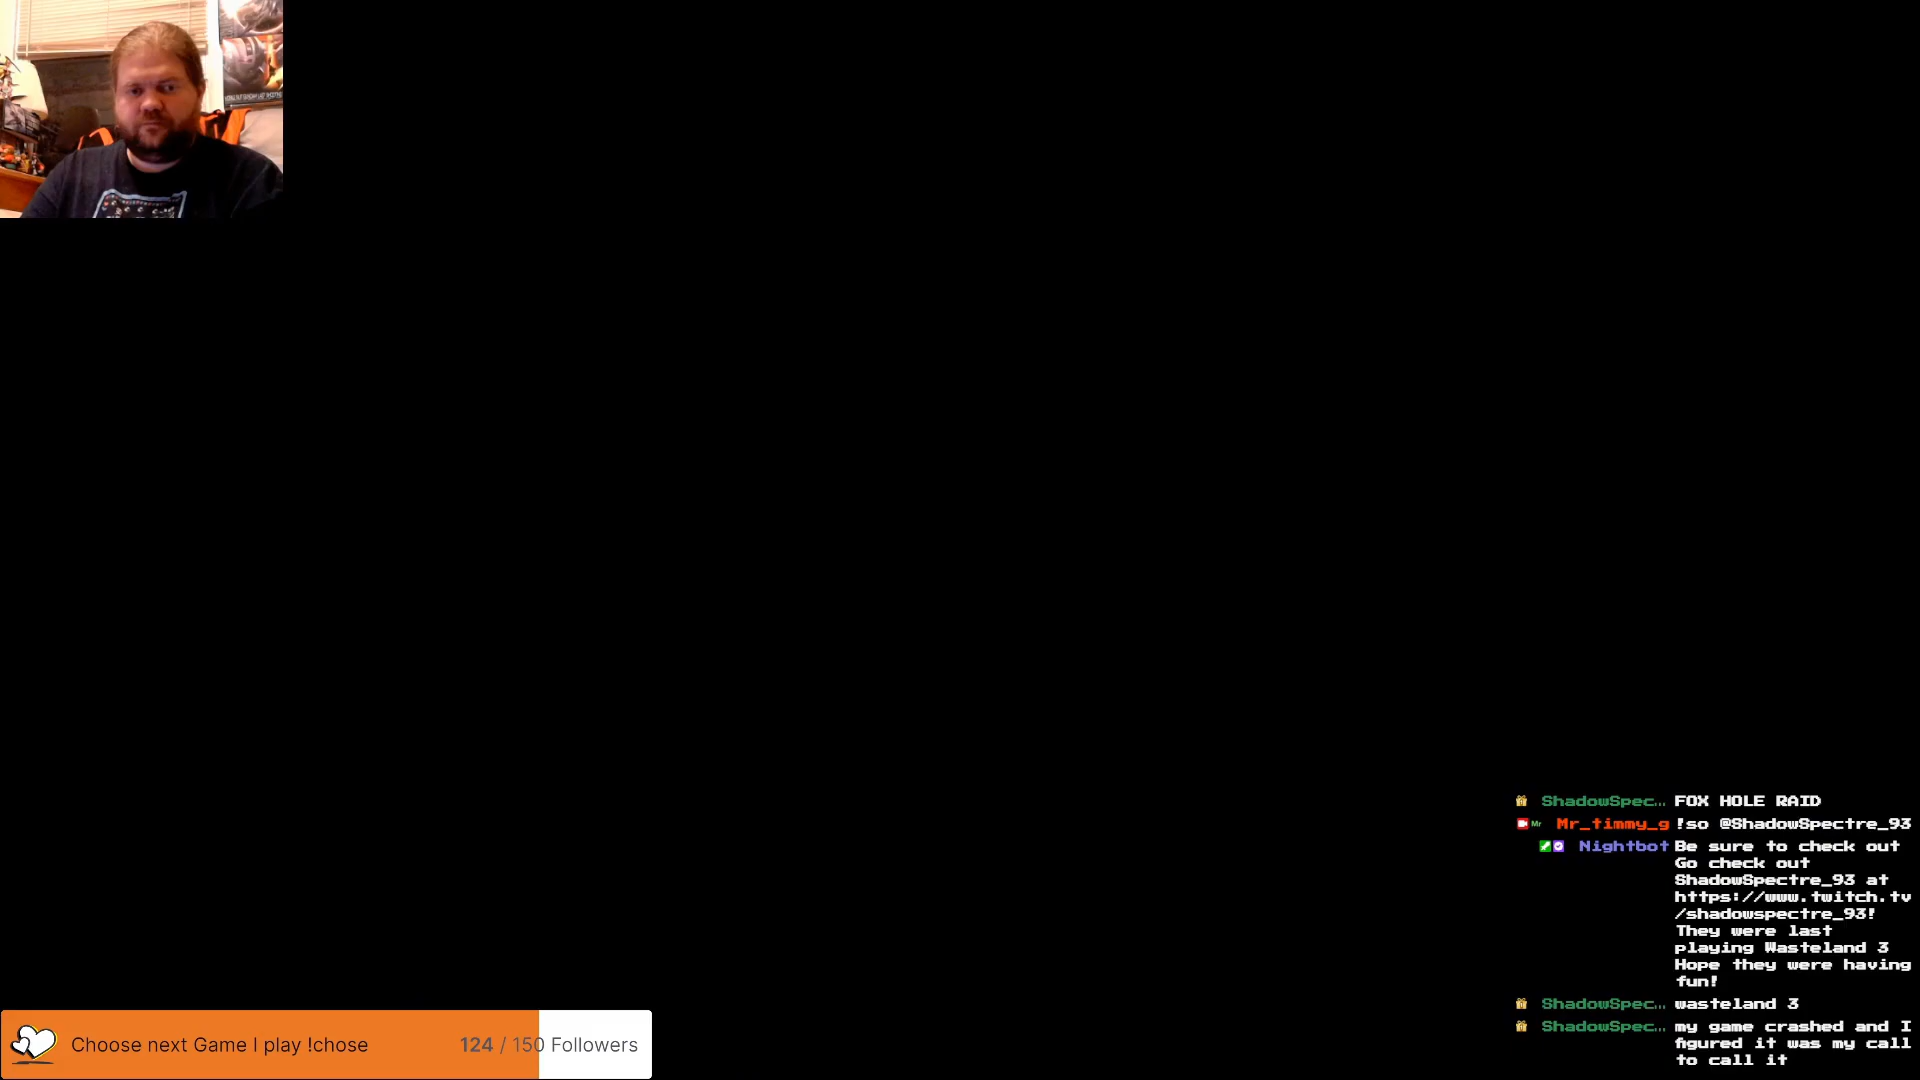 ShadowSpec... FOX HOLE RAID
Mr Mr_timmy_g !so @ShadowSpectre_93
Nightbot Be sure to check out
Go check out
ShadowSpectre_93 at
https://www.twitch.tv
/shadowspectre_93!
They were last
playing Wasteland 3
Hope they were having
fun!
ShadowSpec... wasteland 3
ShadowSpec... my game crashed and I
figured it was my call
to call it
Choose next Game I play !chose 124 / 150 Followers